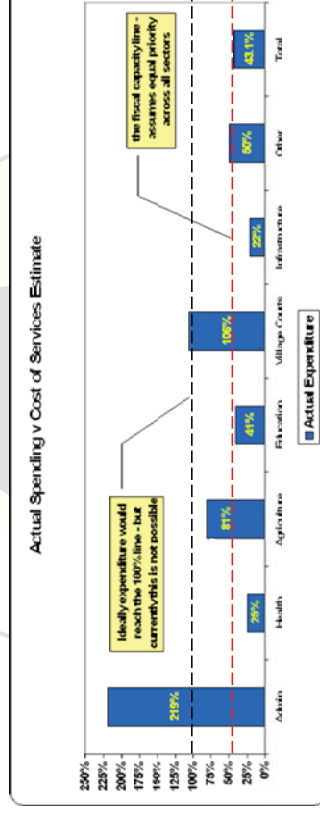 Actual Spending v Cost of Services Estimate
250%
225%
200%
175%
150%
125%
100%
75%
50%
25%
0%
Ideally expenditure would
reach the 100% line - but
currently this is not possible
the fiscal capacity line -
assumes equal priority
across all sectors
219%
25%
81%
41%
106%
22%
50%
43.1%
Admin
Health
Agriculture
Education
Village Courts
Infrastructure
Other
Total
Actual Expenditure